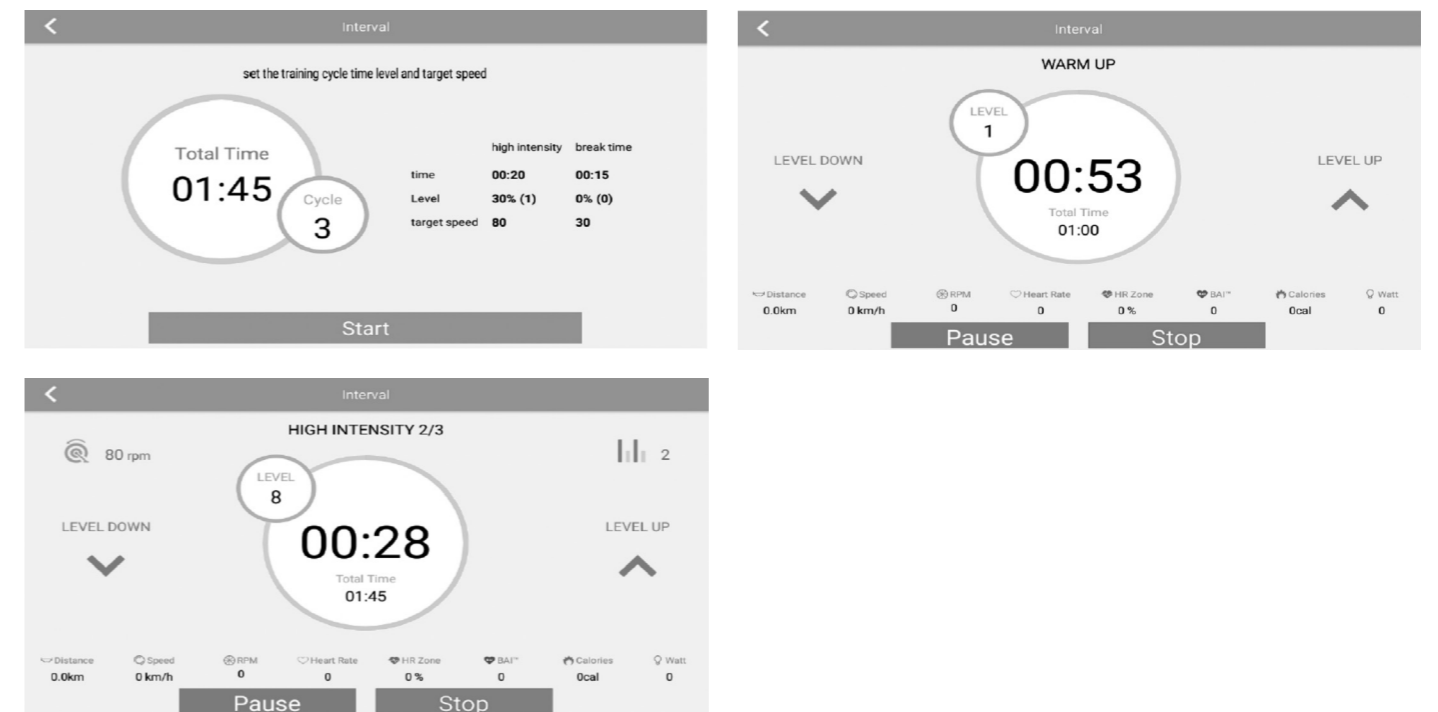 Interval
set the training cycle time level and target speed
Total Time
01:45
Cycle
3
high intensity break time
time 00:20 00:15
Level 30% (1) 0% (0)
target speed 80 30
Start
Interval
WARM UP
LEVEL
1
LEVEL DOWN
00:53
LEVEL UP
Total Time
01:00
Distance Speed RPM Heart Rate HR Zone BAI™ Calories Watt
0.0km 0 km/h 0 0 0 % 0 0cal 0
Pause Stop
Interval
HIGH INTENSITY 2/3
80 rpm
2
LEVEL
8
LEVEL DOWN
00:28
LEVEL UP
Total Time
01:45
Distance Speed RPM Heart Rate HR Zone BAI™ Calories Watt
0.0km 0 km/h 0 0 0 % 0 0cal 0
Pause Stop